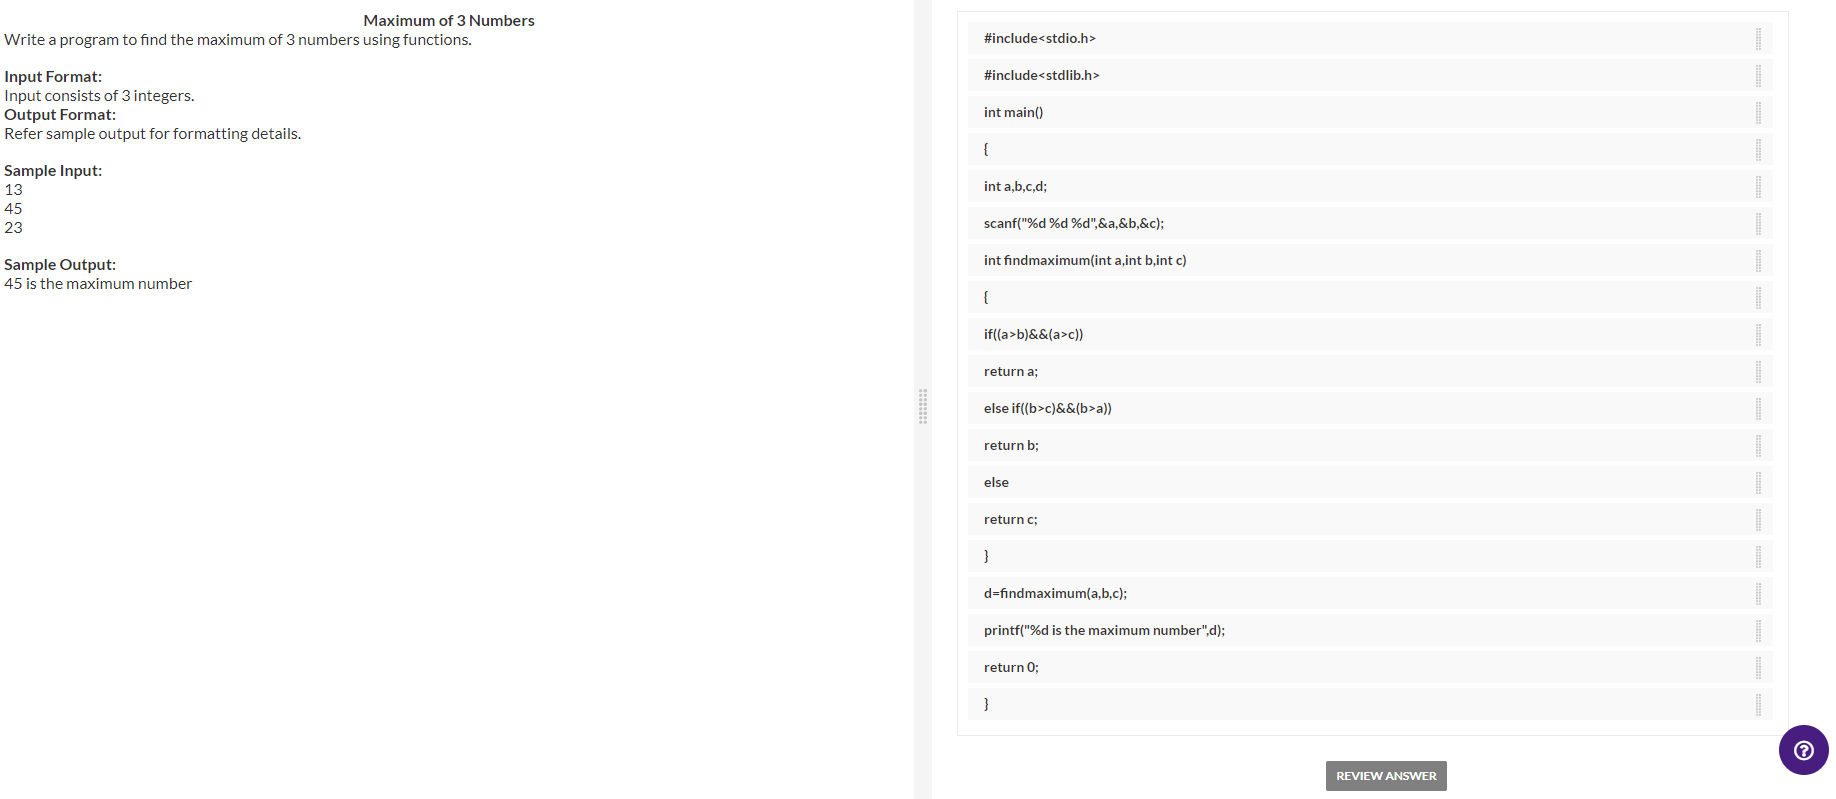 Maximum of 3 Numbers
Write a program to find the maximum of 3 numbers using functions.
Input Format:
Input consists of 3 integers.
Output Format:
Refer sample output for formatting details.
Sample Input:
13
45
23
Sample Output:
45 is the maximum number
#include<stdio.h>
#include<stdlib.h>
int main()
{
int a,b,c,d;
scanf("%d %d %d",&a,&b,&c);
int findmaximum(int a,int b,int c)
{
if((a>b)&&(a>c))
return a;
else if((b>c)&&(b>a))
return b;
else
return c;
}
d=findmaximum(a,b,c);
printf("%d is the maximum number",d);
return 0;
}
REVIEW ANSWER
?